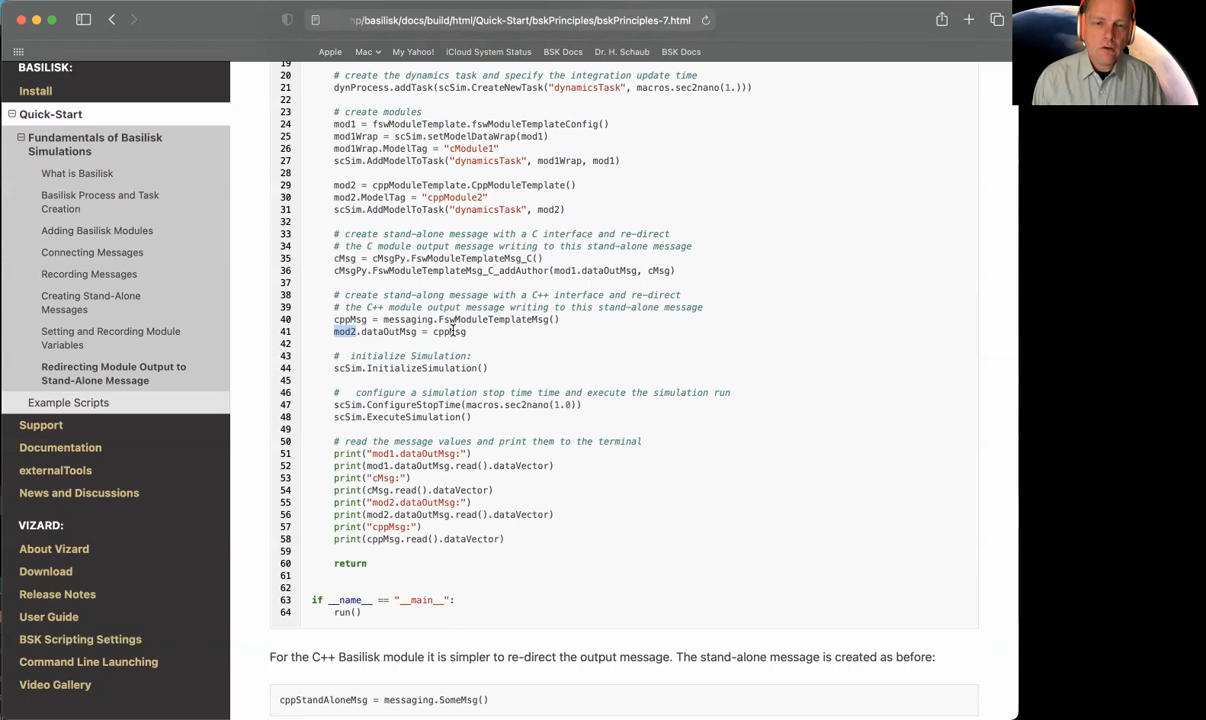 np/basilisk/docs/build/html/Quick-Start/bskPrinciples/bskPrinciples-7.html
Apple Mac My Yahoo! iCloud System Status BSK Docs Dr. H. Schaub BSK Docs
BASILISK:
Install
Quick-Start
Fundamentals of Basilisk
Simulations
What is Basilisk
Basilisk Process and Task
Creation
Adding Basilisk Modules
Connecting Messages
Recording Messages
Creating Stand-Alone
Messages
Setting and Recording Module
Variables
Redirecting Module Output to
Stand-Alone Message
Example Scripts
Support
Documentation
externalTools
News and Discussions
VIZARD:
About Vizard
Download
Release Notes
User Guide
BSK Scripting Settings
Command Line Launching
Video Gallery
19
20 # create the dynamics task and specify the integration update time
21 dynProcess.addTask(scSim.CreateNewTask("dynamicsTask", macros.sec2nano(1.)))
22
23 # create modules
24 mod1 = fswModuleTemplate.fswModuleTemplateConfig()
25 mod1Wrap = scSim.setModelDataWrap(mod1)
26 mod1Wrap.ModelTag = "cModule1"
27 scSim.AddModelToTask("dynamicsTask", mod1Wrap, mod1)
28
29 mod2 = cppModuleTemplate.CppModuleTemplate()
30 mod2.ModelTag = "cppModule2"
31 scSim.AddModelToTask("dynamicsTask", mod2)
32
33 # create stand-alone message with a C interface and re-direct
34 # the C module output message writing to this stand-alone message
35 cMsg = cMsgPy.FswModuleTemplateMsg_C()
36 cMsgPy.FswModuleTemplateMsg_C_addAuthor(mod1.dataOutMsg, cMsg)
37
38 # create stand-along message with a C++ interface and re-direct
39 # the C++ module output message writing to this stand-alone message
40 cppMsg = messaging.FswModuleTemplateMsg()
41 mod2.dataOutMsg = cppMsg
42
43 # initialize Simulation:
44 scSim.InitializeSimulation()
45
46 # configure a simulation stop time time and execute the simulation run
47 scSim.ConfigureStopTime(macros.sec2nano(1.0))
48 scSim.ExecuteSimulation()
49
50 # read the message values and print them to the terminal
51 print("mod1.dataOutMsg:")
52 print(mod1.dataOutMsg.read().dataVector)
53 print("cMsg:")
54 print(cMsg.read().dataVector)
55 print("mod2.dataOutMsg:")
56 print(mod2.dataOutMsg.read().dataVector)
57 print("cppMsg:")
58 print(cppMsg.read().dataVector)
59
60 return
61
62
63 if __name__ == "__main__":
64 run()
For the C++ Basilisk module it is simpler to re-direct the output message. The stand-alone message is created as before:
cppStandAloneMsg = messaging.SomeMsg()